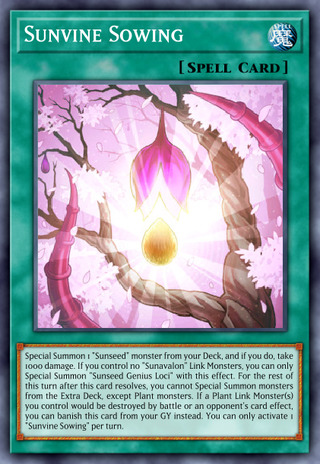 Sunvine Sowing
[Spell Card]
Special Summon 1 "Sunseed" monster from your Deck, and if you do, take
1000 damage. If you control no "Sunavalon" Link Monsters, you can only
Special Summon "Sunseed Genius Loci" with this effect. For the rest of
this turn after this card resolves, you cannot Special Summon monsters
from the Extra Deck, except Plant monsters. If a Plant Link Monster(s)
you control would be destroyed by battle or an opponent's card effect,
you can banish this card from your GY instead. You can only activate 1
"Sunvine Sowing" per turn.